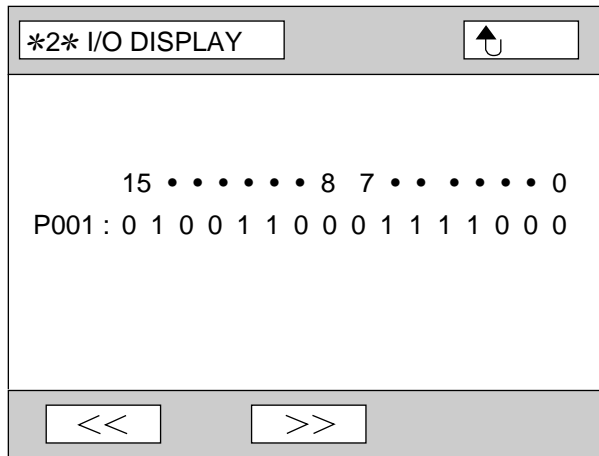 *2* I/O DISPLAY
15 • • • • • • 8 7 • • • • • • 0
P001 : 0 1 0 0 1 1 0 0 0 1 1 1 1 0 0 0
<< >>